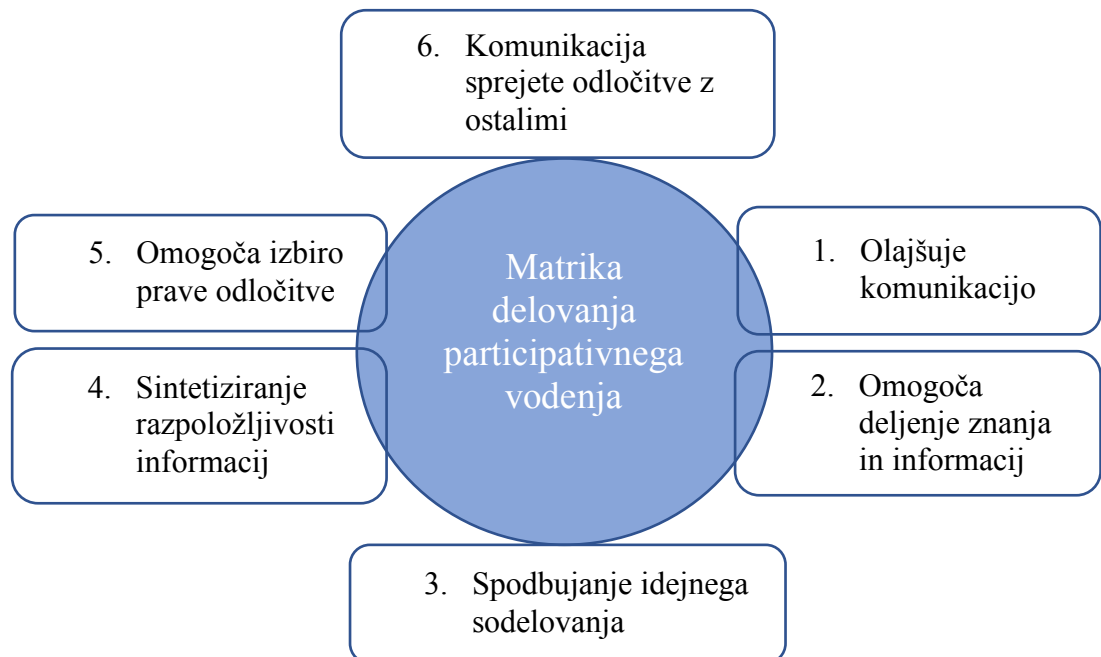 6. Komunikacija
sprejete odločitve z
ostalimi
5. Omogoča izbiro
prave odločitve
Matrika
delovanja
participativnega
vodenja
1. Olajšuje
komunikacijo
4. Sintetiziranje
razpoložljivosti
informacij
2. Omogoča
deljenje znanja
in informacij
3. Spodbujanje idejnega
sodelovanja